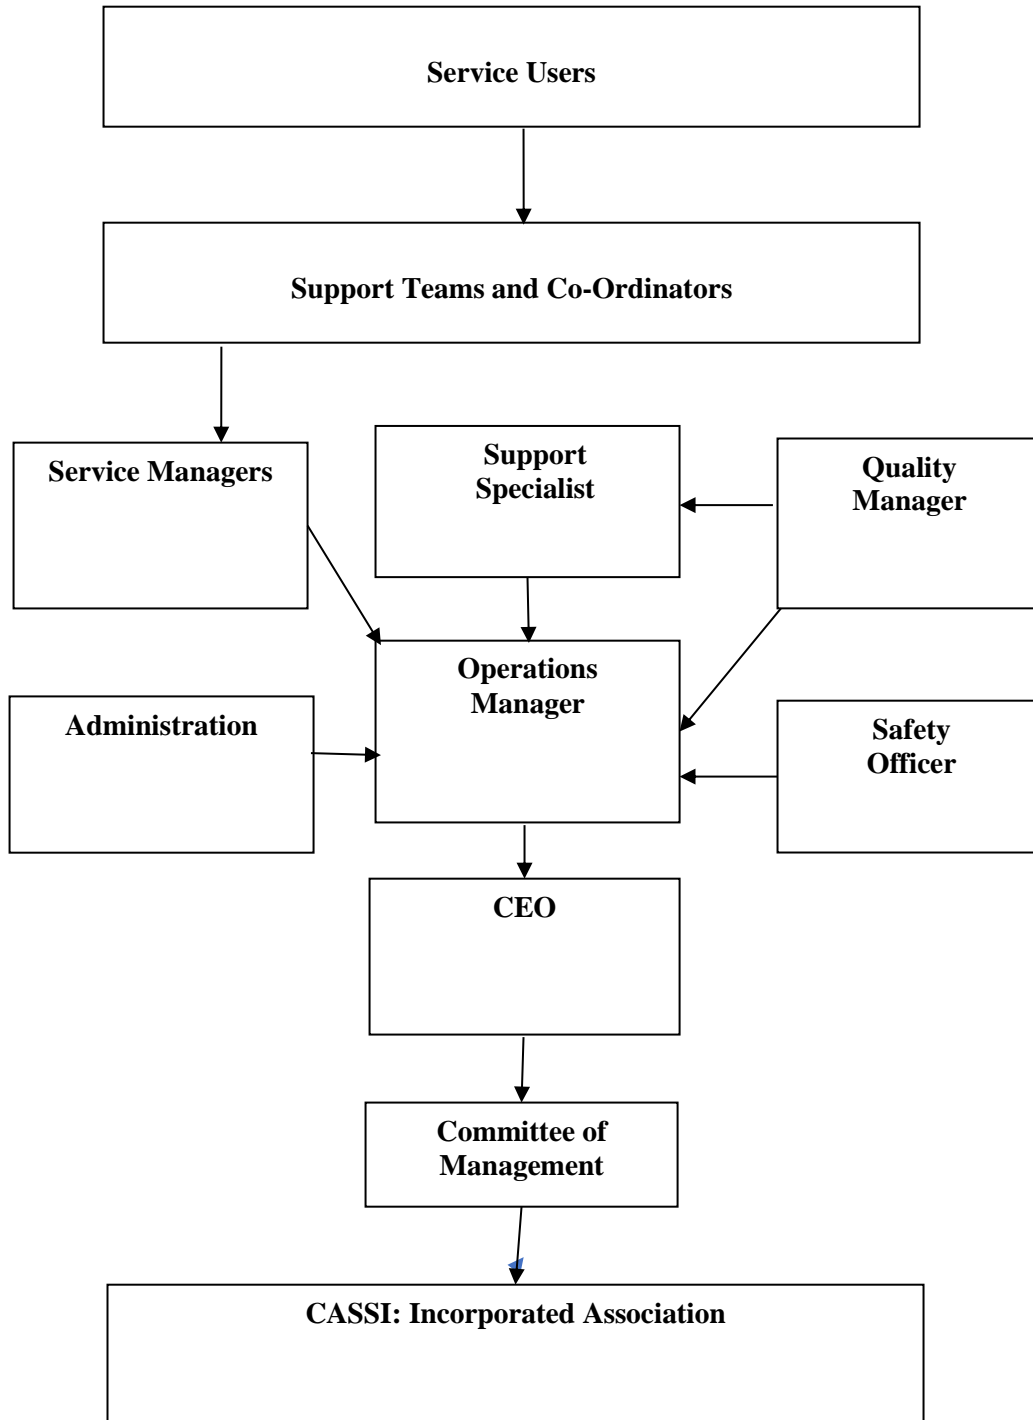 Service Users
Support Teams and Co-Ordinators
Service Managers
Support
Specialist
Quality
Manager
Operations
Manager
Administration
Safety
Officer
CEO
Committee of
Management
CASSI: Incorporated Association